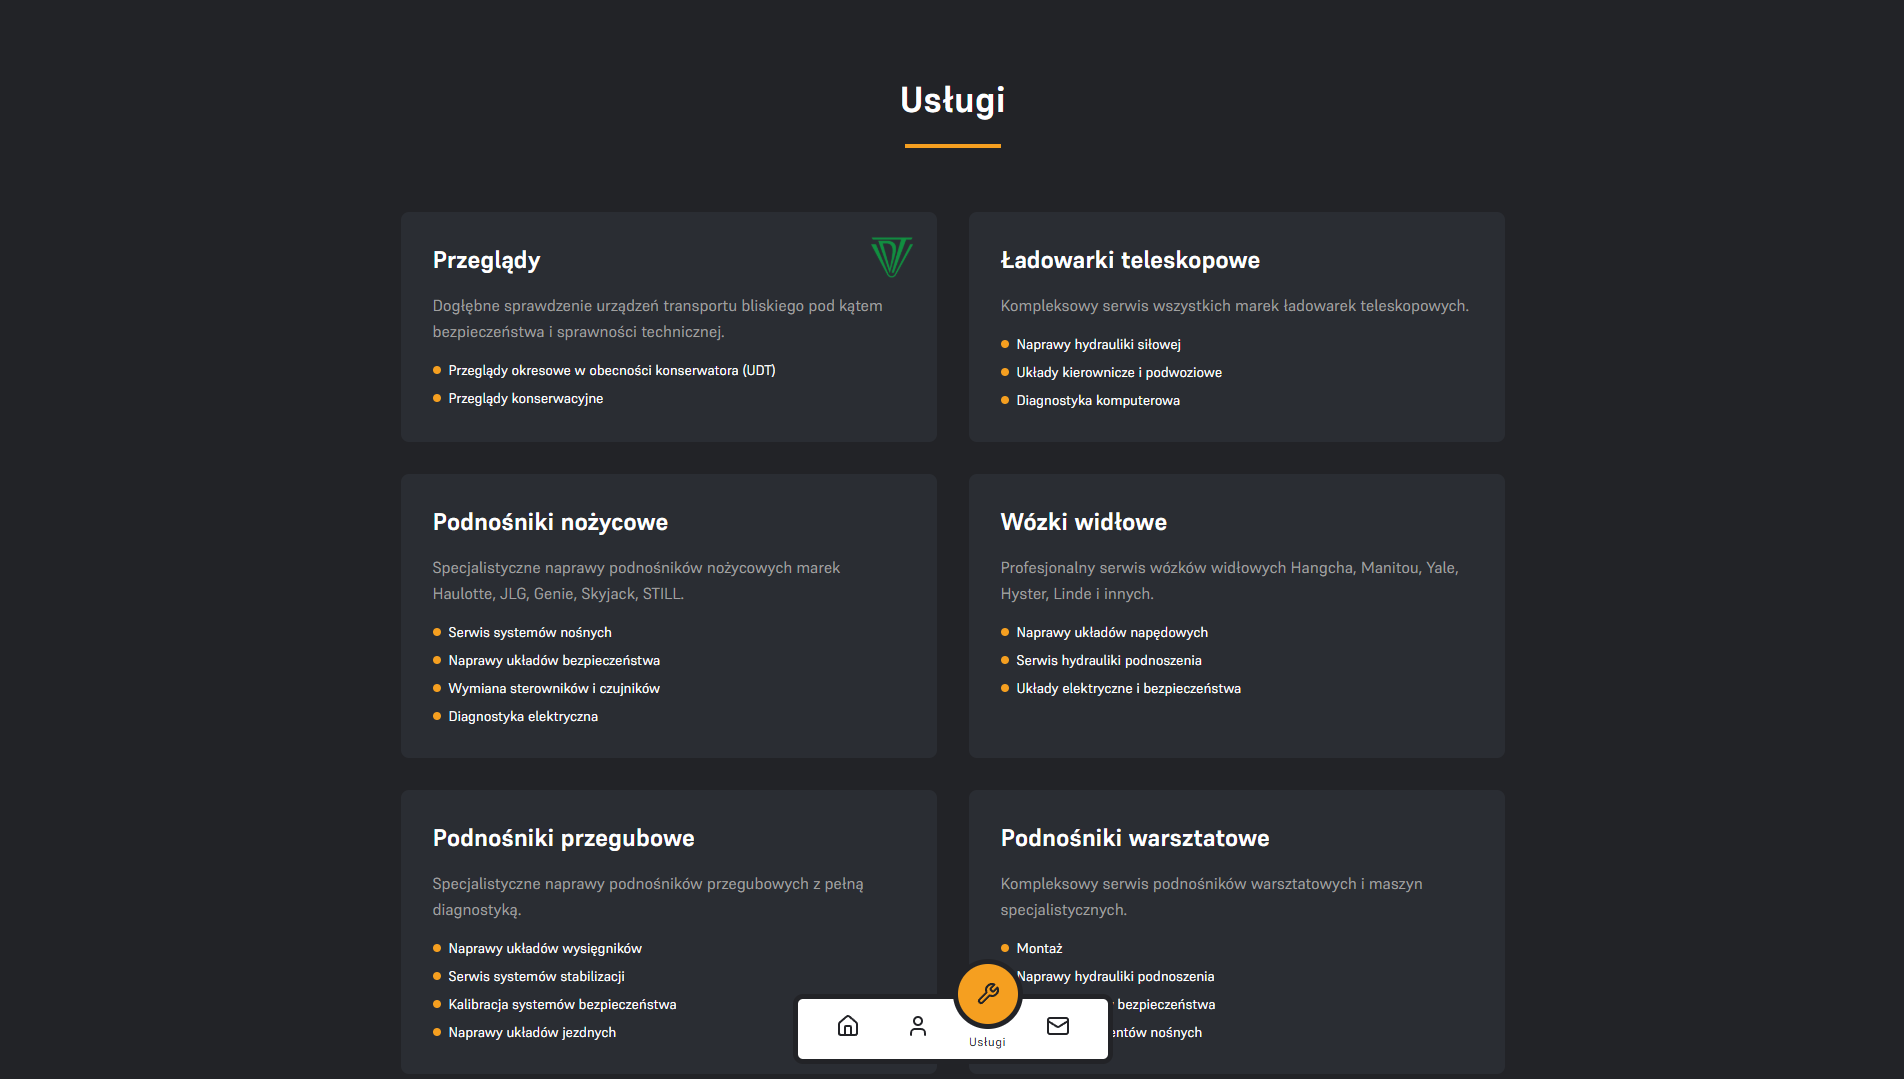 Usługi
Przeglądy
Dogłębne sprawdzenie urządzeń transportu bliskiego pod kątem
bezpieczeństwa i sprawności technicznej.
Przeglądy okresowe w obecności konserwatora (UDT)
Przeglądy konserwacyjne
Ładowarki teleskopowe
Kompleksowy serwis wszystkich marek ładowarek teleskopowych.
Naprawy hydrauliki siłowej
Układy kierownicze i podwoziowe
Diagnostyka komputerowa
Podnośniki nożycowe
Specjalistyczne naprawy podnośników nożycowych marek
Haulotte, JLG, Genie, Skyjack, STILL.
Serwis systemów nośnych
Naprawy układów bezpieczeństwa
Wymiana sterowników i czujników
Diagnostyka elektryczna
Wózki widłowe
Profesjonalny serwis wózków widłowych Hangcha, Manitou, Yale,
Hyster, Linde i innych.
Naprawy układów napędowych
Serwis hydrauliki podnoszenia
Układy elektryczne i bezpieczeństwa
Podnośniki przegubowe
Specjalistyczne naprawy podnośników przegubowych z pełną
diagnostyką.
Naprawy układów wysięgników
Serwis systemów stabilizacji
Kalibracja systemów bezpieczeństwa
Naprawy układów jezdnych
Podnośniki warsztatowe
Kompleksowy serwis podnośników warsztatowych i maszyn
specjalistycznych.
Montaż
Naprawy hydrauliki podnoszenia
bezpieczeństwa
nośnych
Usługi